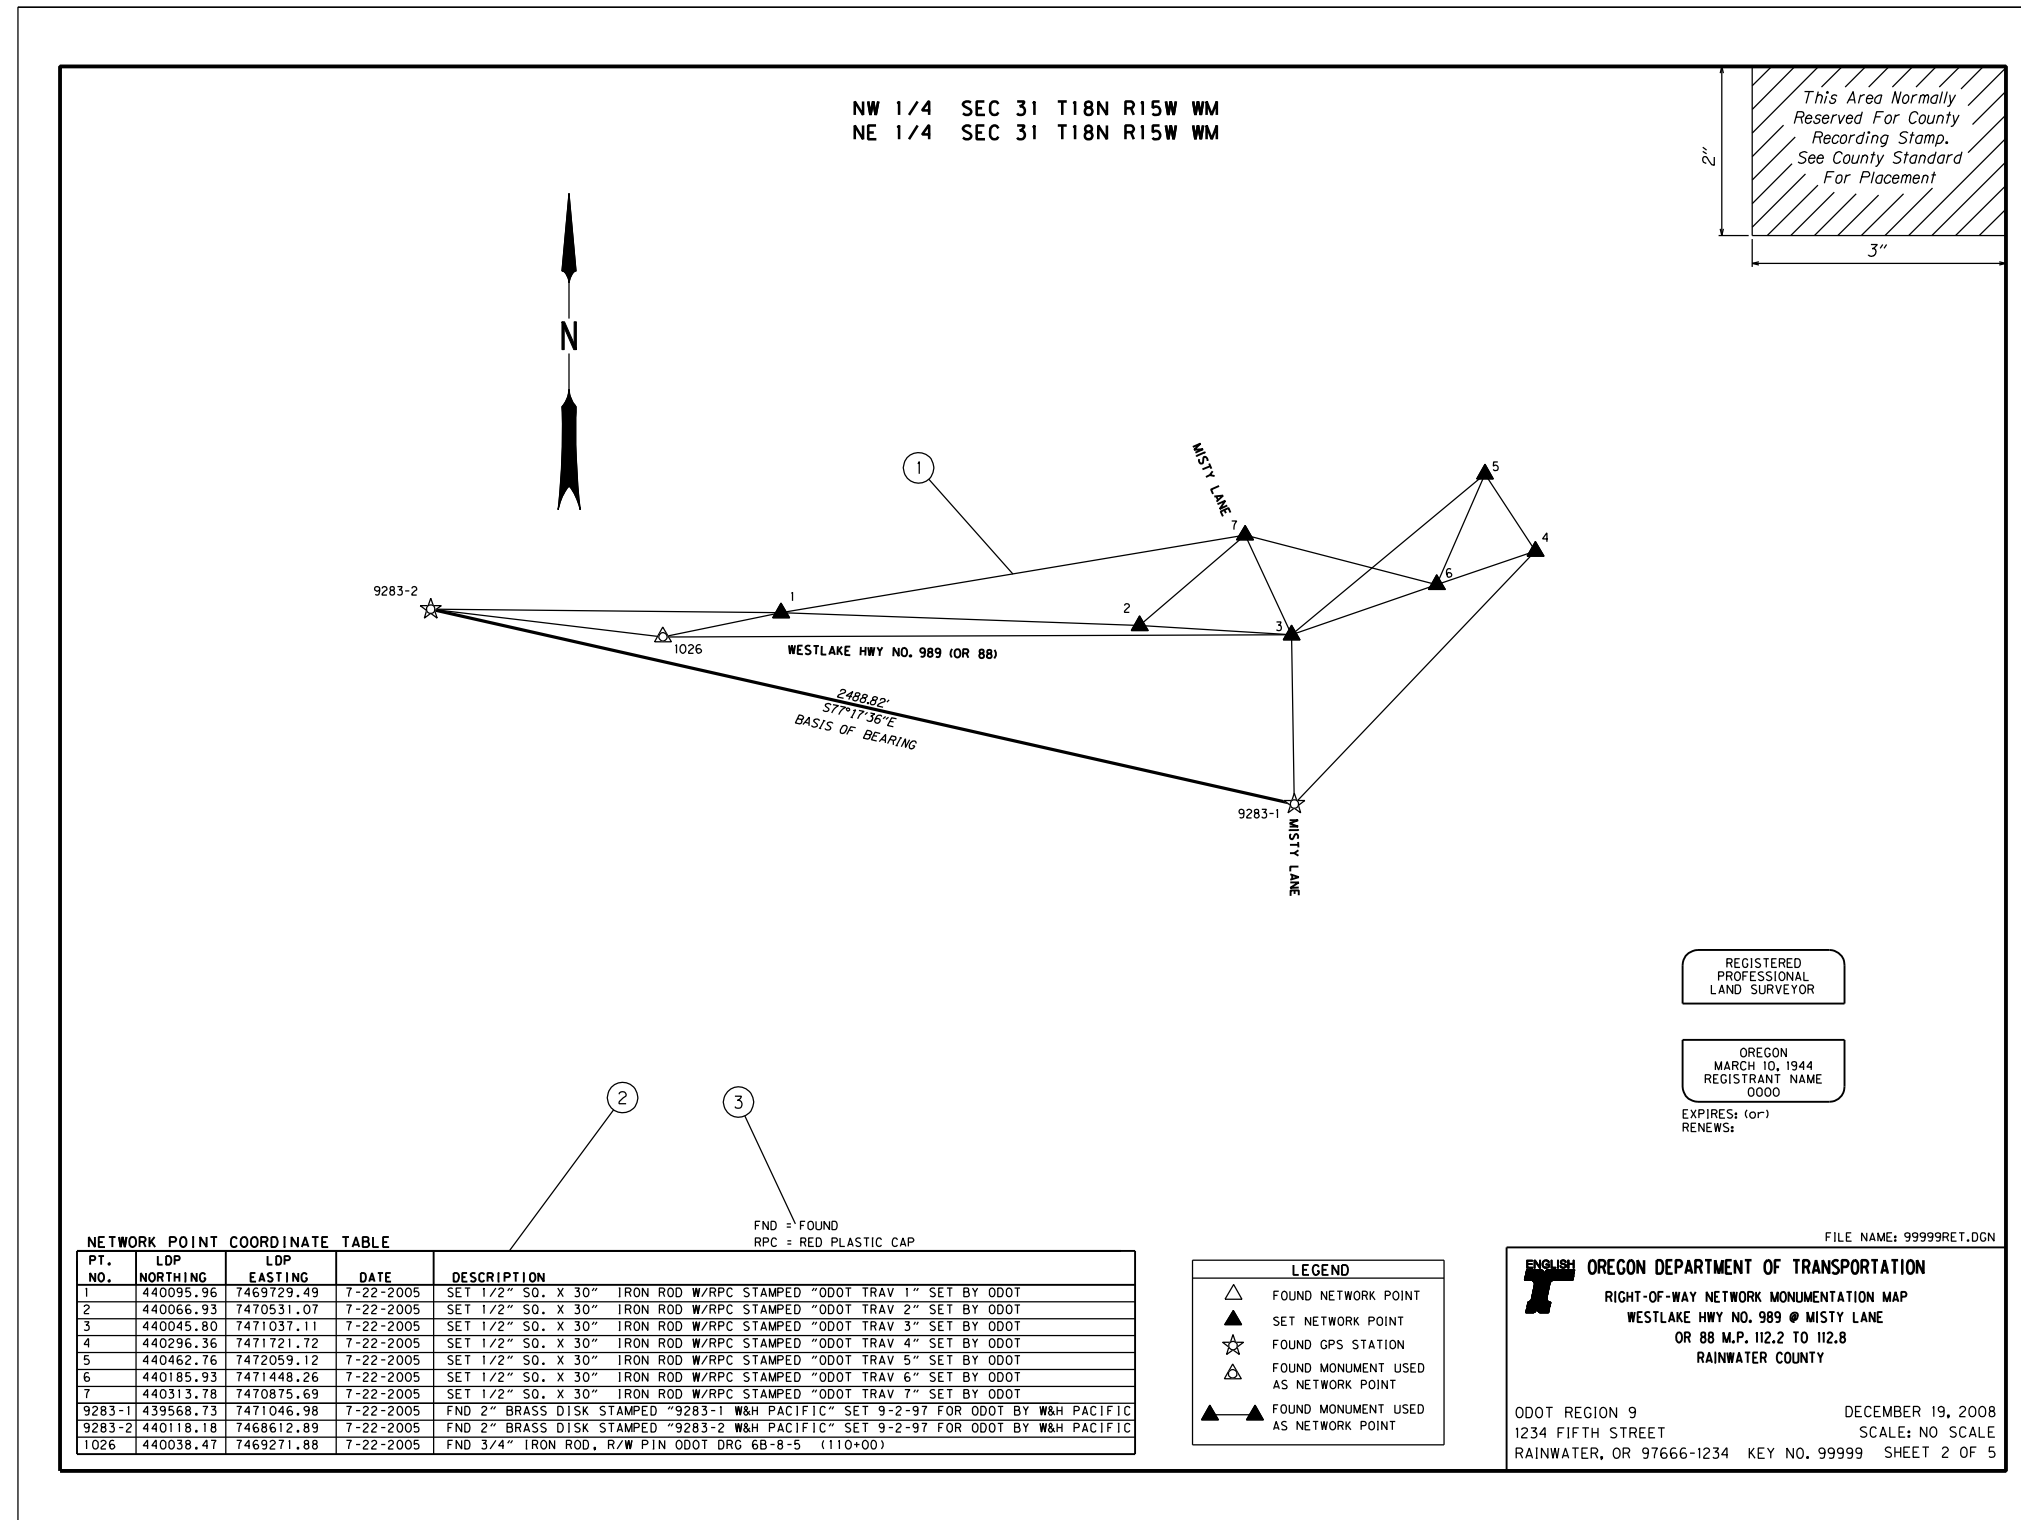 NW 1/4 SEC 31 T18N R15W WM
NE 1/4 SEC 31 T18N R15W WM
This Area Normally
Reserved For County
Recording Stamp.
See County Standard
For Placement
2"
3"
N
1
MISTY LANE
5
7
4
6
9283-2
1
2
3
1026
WESTLAKE HWY NO. 989 (OR 88)
2488.82'
S77°17'36"E
BASIS OF BEARING
9283-1
MISTY LANE
REGISTERED
PROFESSIONAL
LAND SURVEYOR
OREGON
MARCH 10, 1944
REGISTRANT NAME
0000
EXPIRES: (or)
RENEWS:
2
3
FND = FOUND
RPC = RED PLASTIC CAP
NETWORK POINT COORDINATE TABLE
PT. NO. LDP NORTHING LDP EASTING DATE DESCRIPTION
1 440095.96 7469729.49 7-22-2005 SET 1/2" SQ. X 30" IRON ROD W/RPC STAMPED "ODOT TRAV 1" SET BY ODOT
2 440066.93 7470531.07 7-22-2005 SET 1/2" SQ. X 30" IRON ROD W/RPC STAMPED "ODOT TRAV 2" SET BY ODOT
3 440045.80 7471037.11 7-22-2005 SET 1/2" SQ. X 30" IRON ROD W/RPC STAMPED "ODOT TRAV 3" SET BY ODOT
4 440296.36 7471721.72 7-22-2005 SET 1/2" SQ. X 30" IRON ROD W/RPC STAMPED "ODOT TRAV 4" SET BY ODOT
5 440462.76 7472059.12 7-22-2005 SET 1/2" SQ. X 30" IRON ROD W/RPC STAMPED "ODOT TRAV 5" SET BY ODOT
6 440185.93 7471448.26 7-22-2005 SET 1/2" SQ. X 30" IRON ROD W/RPC STAMPED "ODOT TRAV 6" SET BY ODOT
7 440313.78 7470875.69 7-22-2005 SET 1/2" SQ. X 30" IRON ROD W/RPC STAMPED "ODOT TRAV 7" SET BY ODOT
9283-1 439568.73 7471046.98 7-22-2005 FND 2" BRASS DISK STAMPED "9283-1 W&H PACIFIC" SET 9-2-97 FOR ODOT BY W&H PACIFIC
9283-2 440118.18 7468612.89 7-22-2005 FND 2" BRASS DISK STAMPED "9283-2 W&H PACIFIC" SET 9-2-97 FOR ODOT BY W&H PACIFIC
1026 440038.47 7469271.88 7-22-2005 FND 3/4" IRON ROD, R/W PIN ODOT DRG 6B-8-5 (110+00)
LEGEND
FOUND NETWORK POINT
SET NETWORK POINT
FOUND GPS STATION
FOUND MONUMENT USED
AS NETWORK POINT
FOUND MONUMENT USED
AS NETWORK POINT
FILE NAME: 99999RET.DGN
ENGLISH OREGON DEPARTMENT OF TRANSPORTATION
RIGHT-OF-WAY NETWORK MONUMENTATION MAP
WESTLAKE HWY NO. 989 @ MISTY LANE
OR 88 M.P. 112.2 TO 112.8
RAINWATER COUNTY
ODOT REGION 9 DECEMBER 19, 2008
1234 FIFTH STREET SCALE: NO SCALE
RAINWATER, OR 97666-1234 KEY NO. 99999 SHEET 2 OF 5